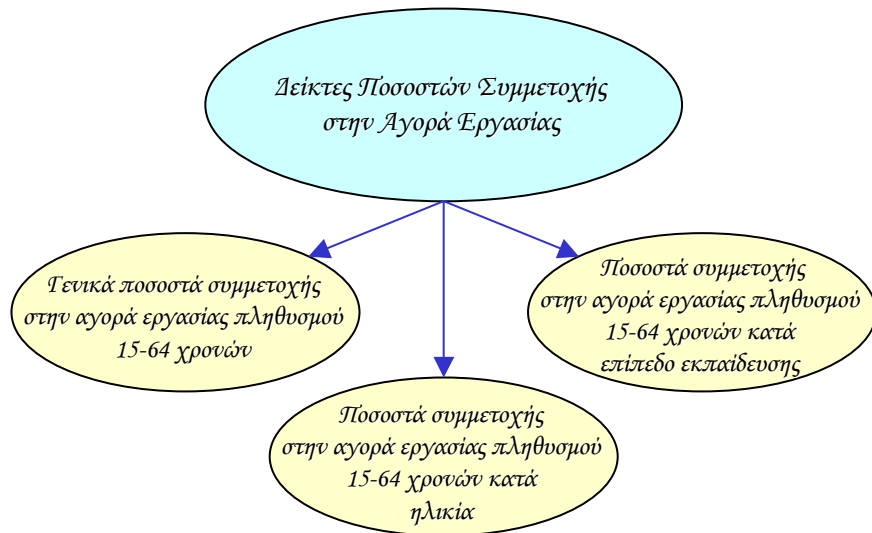 Δείκτες Ποσοστών Συμμετοχής
στην Αγορά Εργασίας
Γενικά ποσοστά συμμετοχής
στην αγορά εργασίας πληθυσμού
15-64 χρονών
Ποσοστά συμμετοχής
στην αγορά εργασίας πληθυσμού
15-64 χρονών κατά
ηλικία
Ποσοστά συμμετοχής
στην αγορά εργασίας πληθυσμού
15-64 χρονών κατά
επίπεδο εκπαίδευσης